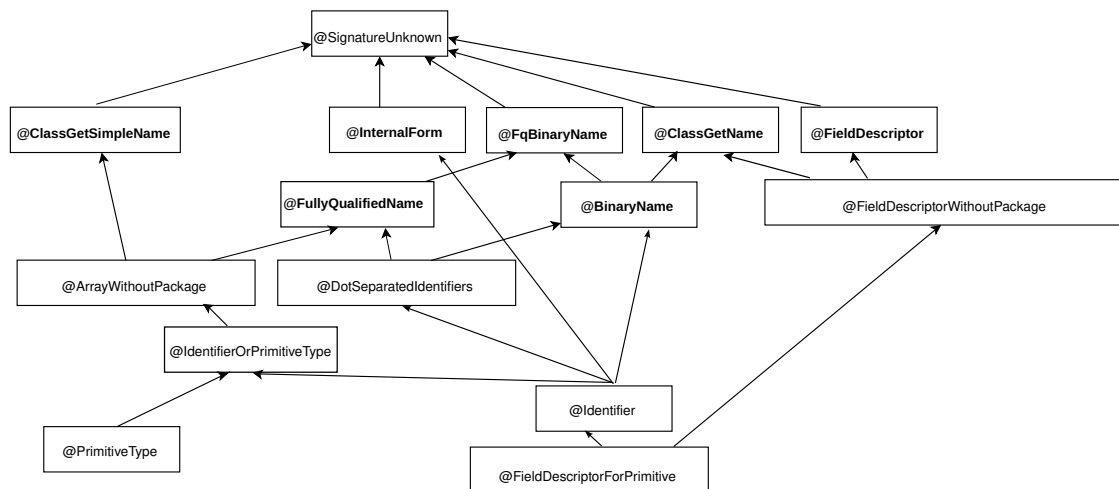 @SignatureUnknown
@ClassGetSimpleName
@InternalForm
@FqBinaryName
@ClassGetName
@FieldDescriptor
@FullyQualifiedName
@BinaryName
@FieldDescriptorWithoutPackage
@ArrayWithoutPackage
@DotSeparatedIdentifiers
@IdentifierOrPrimitiveType
@Identifier
@PrimitiveType
@FieldDescriptorForPrimitive